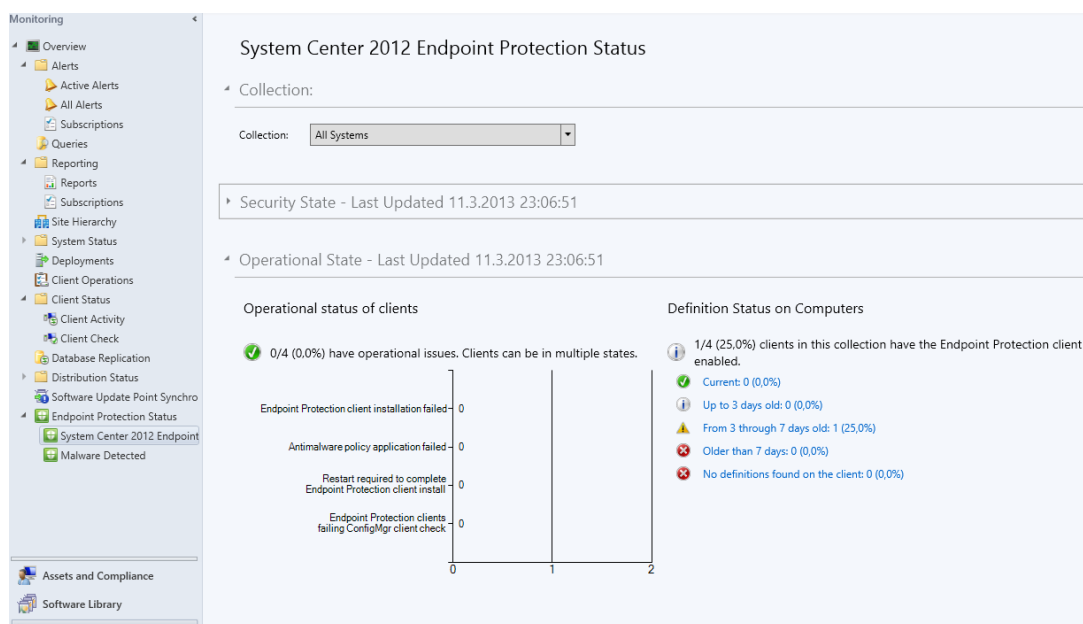 Monitoring
Overview
Alerts
Active Alerts
All Alerts
Subscriptions
Queries
Reporting
Reports
Subscriptions
Site Hierarchy
System Status
Deployments
Client Operations
Client Status
Client Activity
Client Check
Database Replication
Distribution Status
Software Update Point Synchro
Endpoint Protection Status
System Center 2012 Endpoint
Malware Detected
Assets and Compliance
Software Library
System Center 2012 Endpoint Protection Status
Collection:
Collection: All Systems
Security State - Last Updated 11.3.2013 23:06:51
Operational State - Last Updated 11.3.2013 23:06:51
Operational status of clients
0/4 (0,0%) have operational issues. Clients can be in multiple states.
Endpoint Protection client installation failed 0
Antimalware policy application failed 0
Restart required to complete
Endpoint Protection client install 0
Endpoint Protection clients
failing ConfigMgr client check 0
0 1 2
Definition Status on Computers
1/4 (25,0%) clients in this collection have the Endpoint Protection client
enabled.
Current: 0 (0,0%)
Up to 3 days old: 0 (0,0%)
From 3 through 7 days old: 1 (25,0%)
Older than 7 days: 0 (0,0%)
No definitions found on the client: 0 (0,0%)